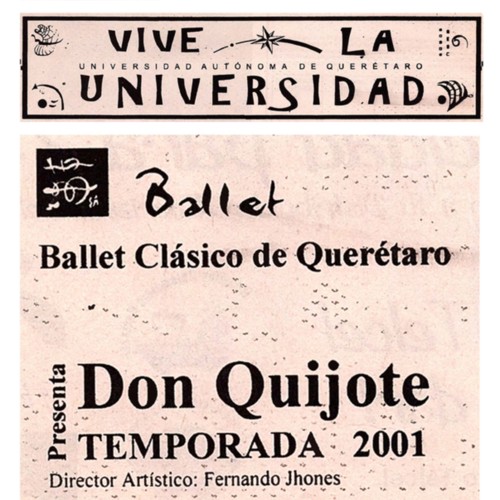 VIVE LA
UNIVERSIDAD AUTÓNOMA DE QUERÉTARO
UNIVERSIDAD
Ballet
Ballet Clásico de Querétaro
Presenta
Don Quijote
TEMPORADA 2001
Director Artístico: Fernando Jhones